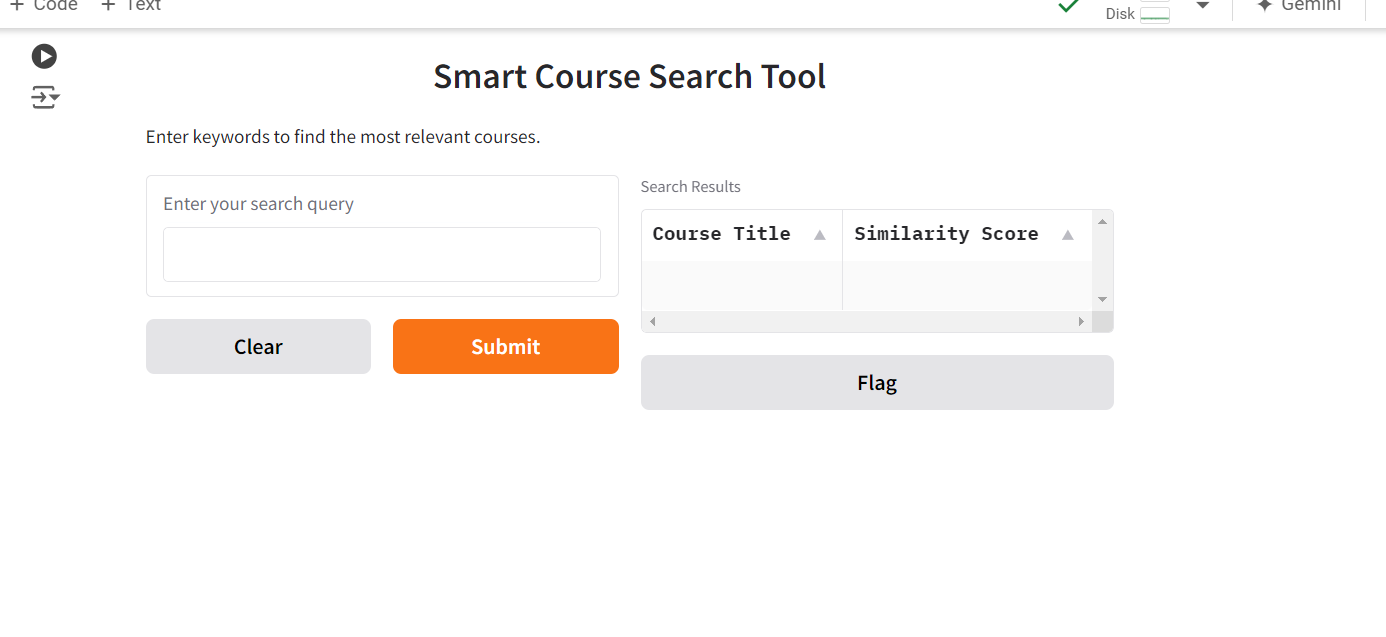 + Code + Text
Disk
Gemini
Smart Course Search Tool
Enter keywords to find the most relevant courses.
Enter your search query
Clear
Submit
Search Results
Course Title
Similarity Score
Flag